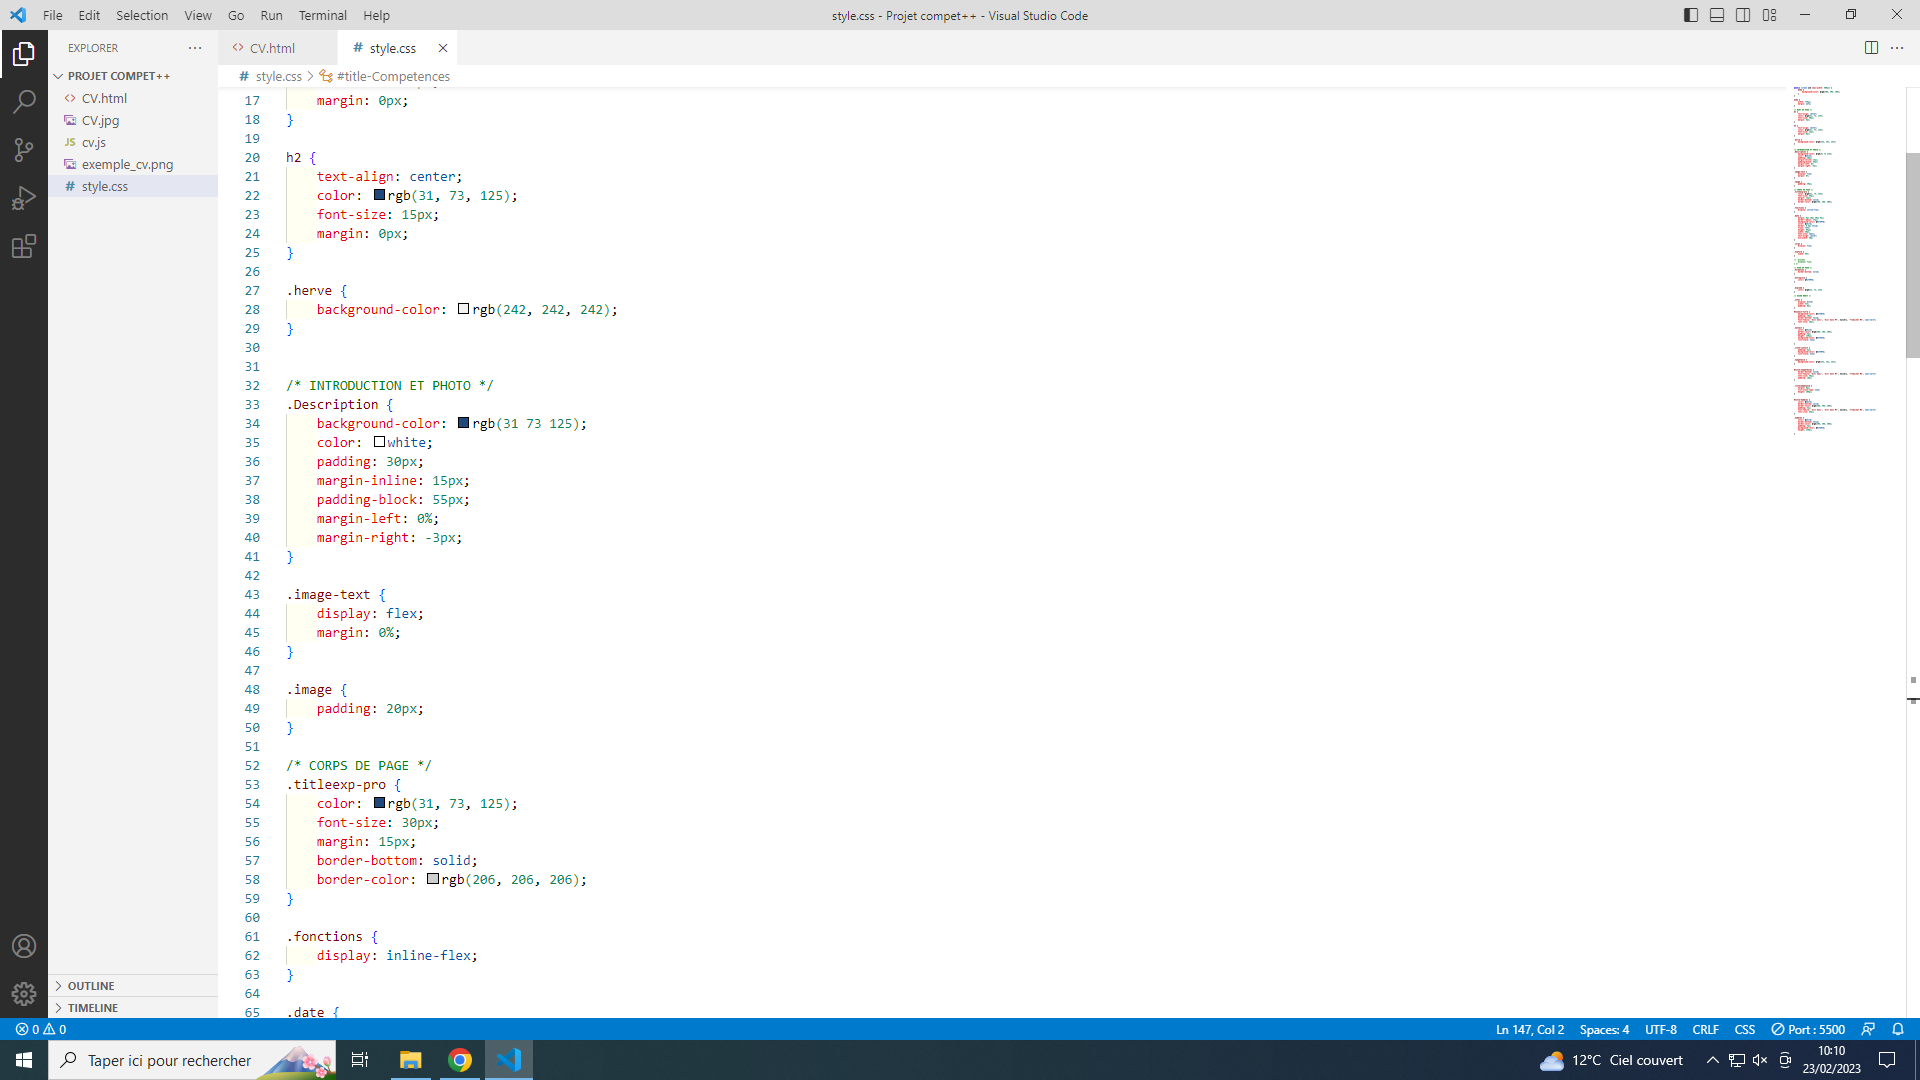 File Edit Selection View Go Run Terminal Help
style.css - Projet compet++ - Visual Studio Code
EXPLORER
CV.html
style.css
PROJET COMPET++
style.css > #title-Competences
CV.html
CV.jpg
JS cv.js
exemple_cv.png
# style.css
17 margin: 0px;
18 }
19
20 h2 {
21 text-align: center;
22 color: rgb(31, 73, 125);
23 font-size: 15px;
24 margin: 0px;
25 }
26
27 .herve {
28 background-color: rgb(242, 242, 242);
29 }
30
31
32 /* INTRODUCTION ET PHOTO */
33 .Description {
34 background-color: rgb(31 73 125);
35 color: white;
36 padding: 30px;
37 margin-inline: 15px;
38 padding-block: 55px;
39 margin-left: 0%;
40 margin-right: -3px;
41 }
42
43 .image-text {
44 display: flex;
45 margin: 0%;
46 }
47
48 .image {
49 padding: 20px;
50 }
51
52 /* CORPS DE PAGE */
53 .titleexp-pro {
54 color: rgb(31, 73, 125);
55 font-size: 30px;
56 margin: 15px;
57 border-bottom: solid;
58 border-color: rgb(206, 206, 206);
59 }
60
61 .fonctions {
62 display: inline-flex;
63 }
64
65 .date {
OUTLINE
TIMELINE
0 0
Ln 147, Col 2 Spaces: 4 UTF-8 CRLF CSS Port : 5500
Taper ici pour rechercher
12°C Ciel couvert
10:10
23/02/2023